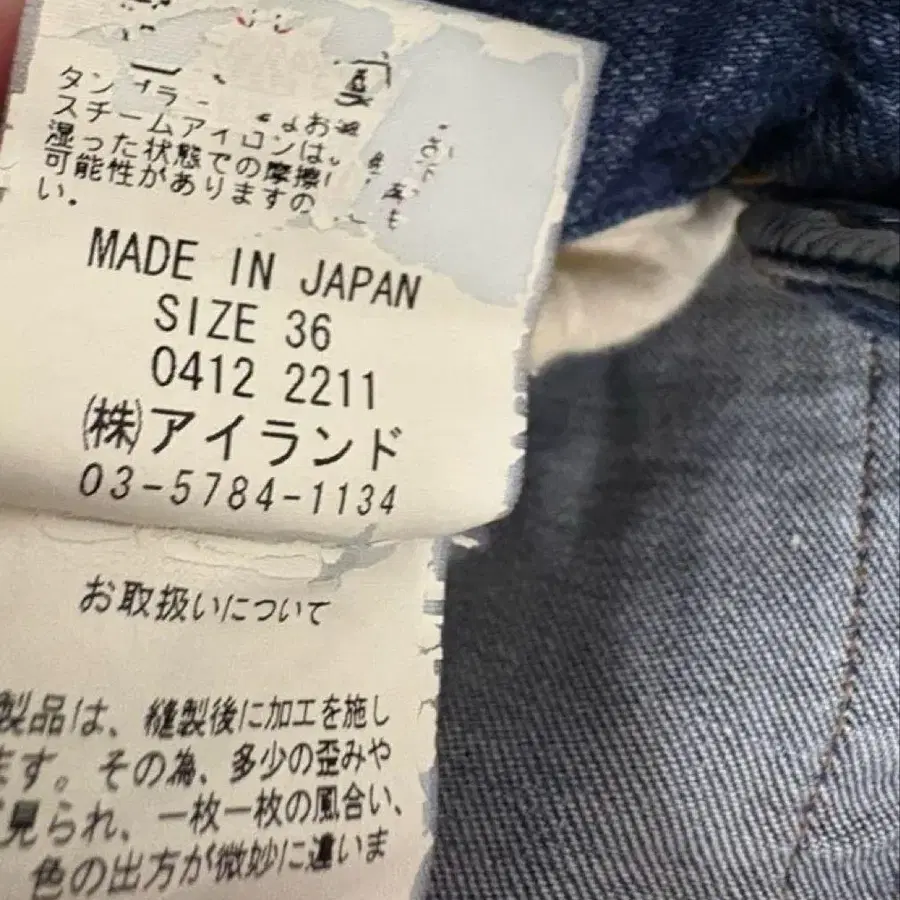 スチームアイロンは、
湿った状態での摩擦
可能性がありますの
い。
MADE IN JAPAN
SIZE 36
0412 2211
㈱アイランド
03-5784-1134
お取扱いについて
製品は、縫製後に加工を施し
ます。その為、多少の歪みや
見られ、一枚一枚の風合い、
色の出方が微妙に違いま